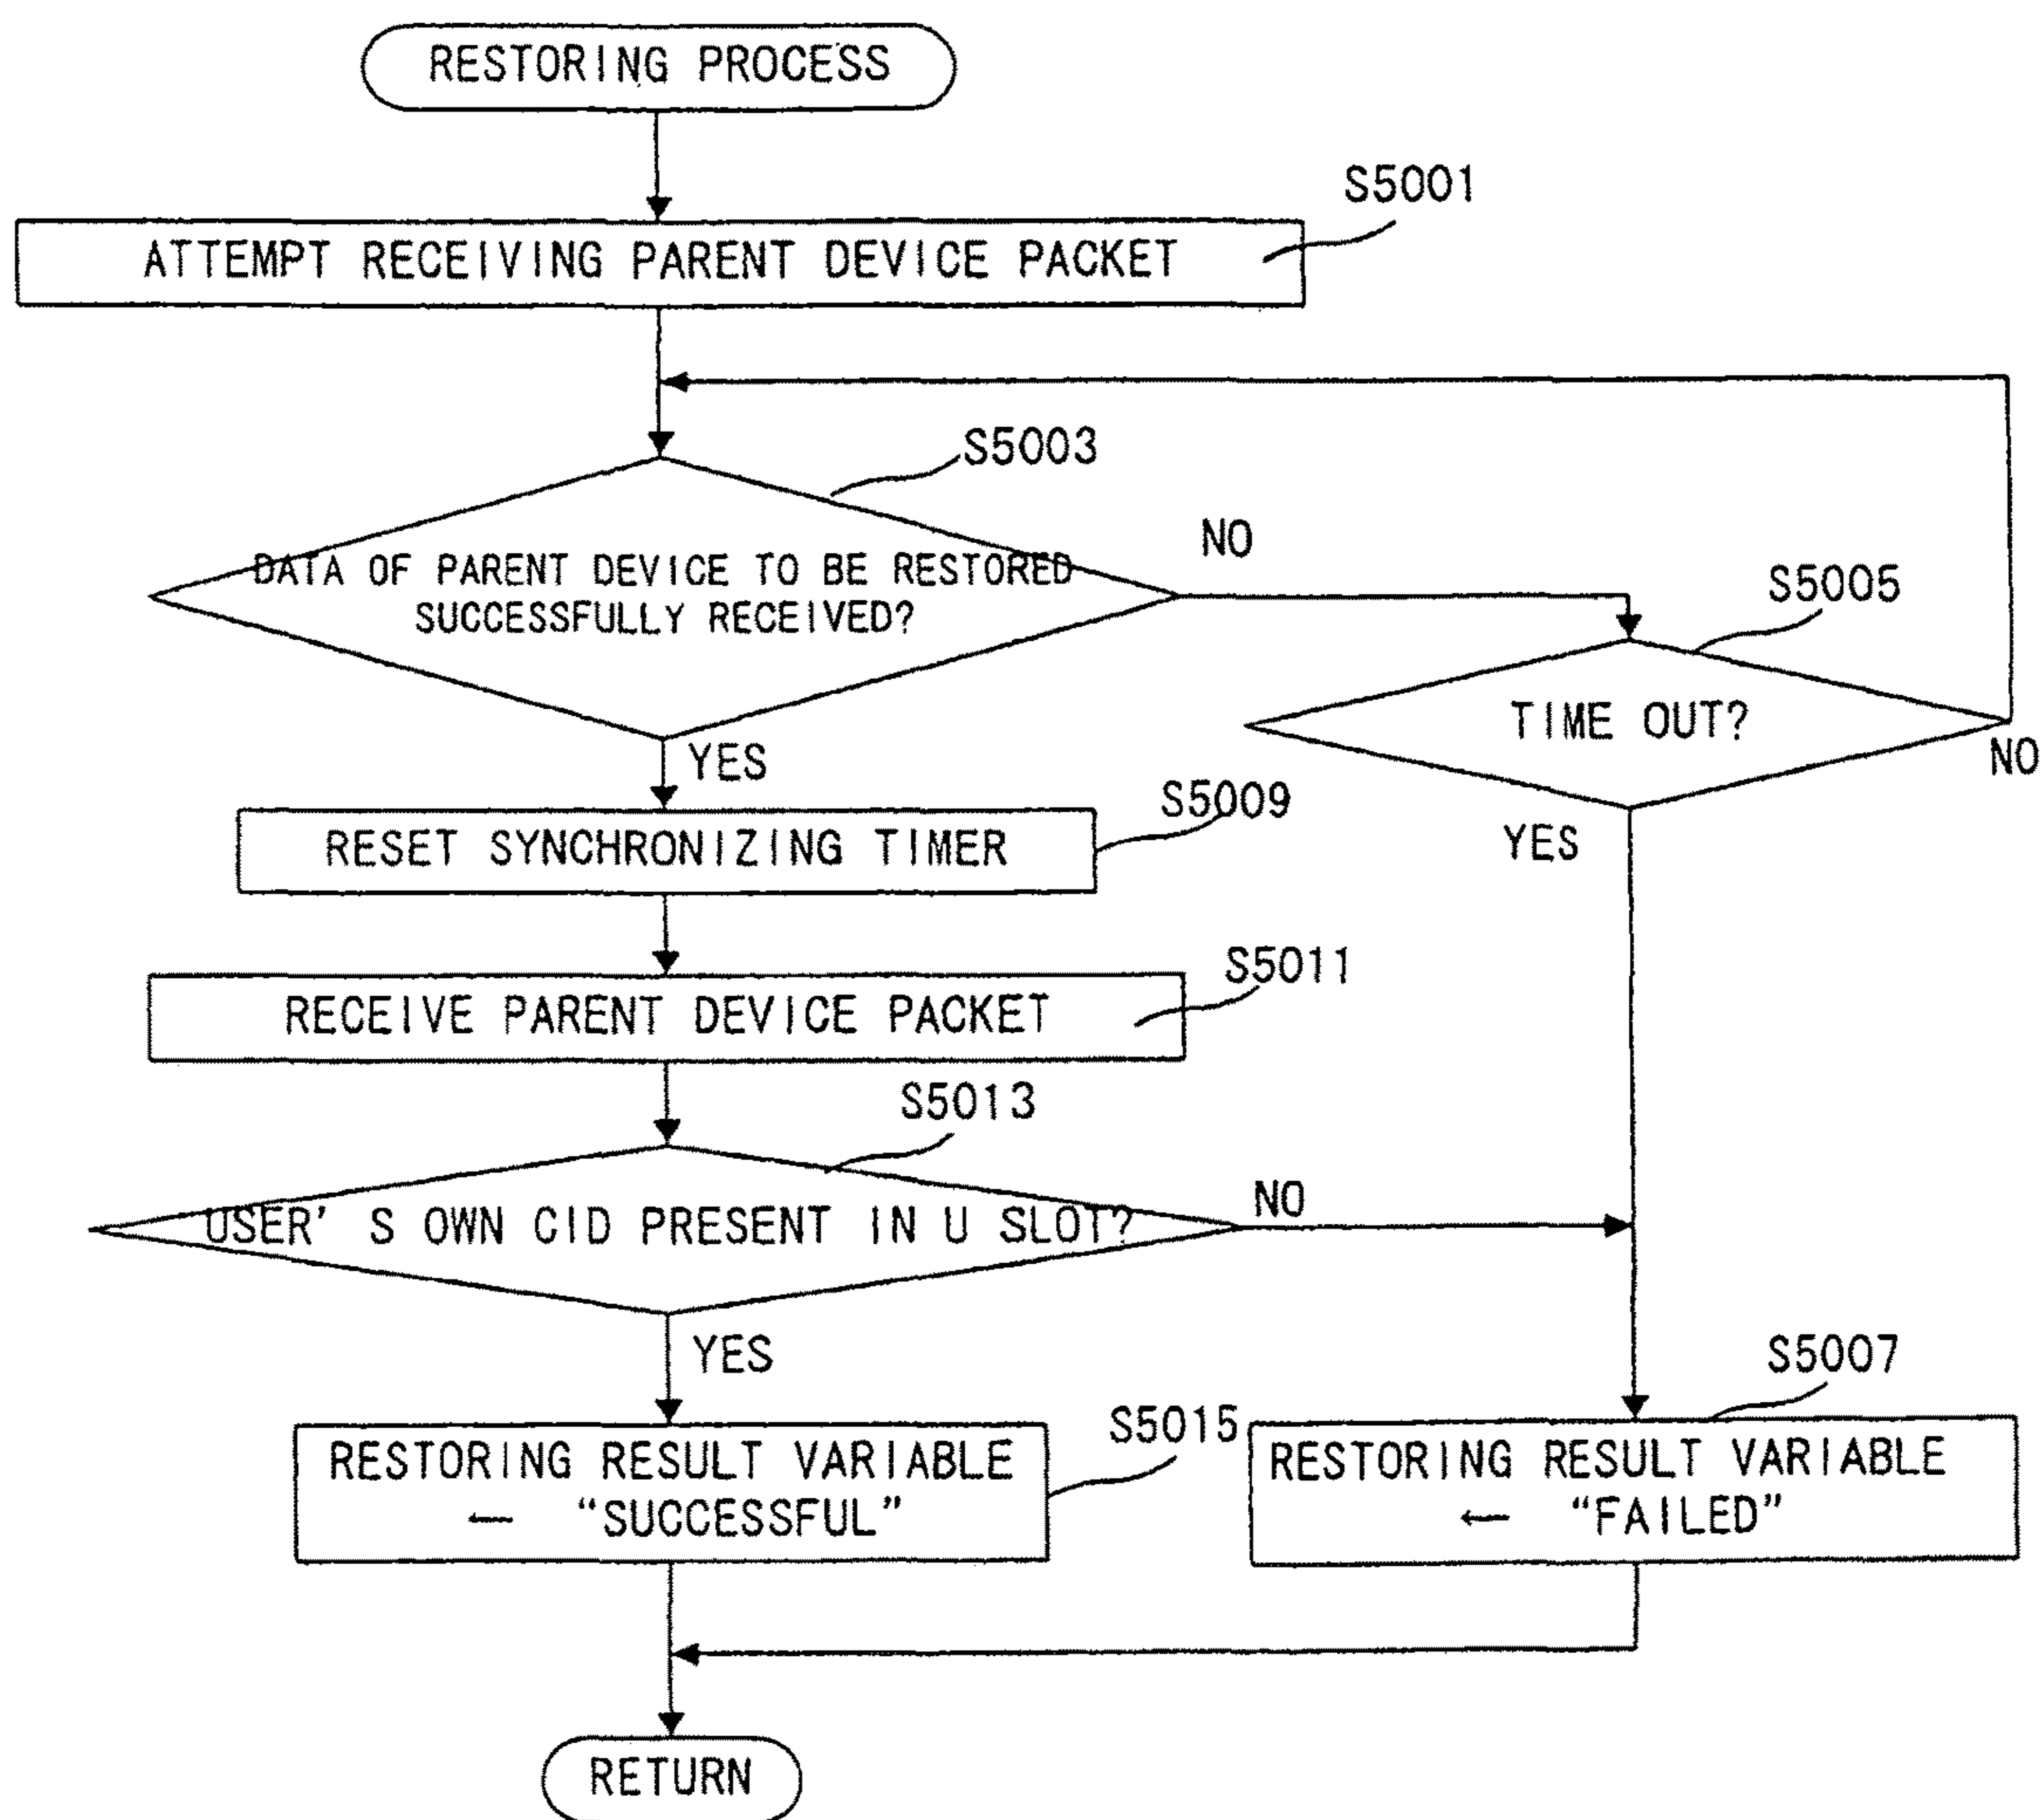 RESTORING PROCESS
S5001
ATTEMPT RECEIVING PARENT DEVICE PACKET
S5003
NO
DATA OF PARENT DEVICE TO BE RESTORED
SUCCESSFULLY RECEIVED?
S5005
TIME OUT?
NO
YES
YES
S5009
RESET SYNCHRONIZING TIMER
S5011
RECEIVE PARENT DEVICE PACKET
S5013
NO
USER' S OWN CID PRESENT IN U SLOT?
YES
S5007
S5015
RESTORING RESULT VARIABLE
← “SUCCESSFUL”
RESTORING RESULT VARIABLE
← “FAILED”
RETURN